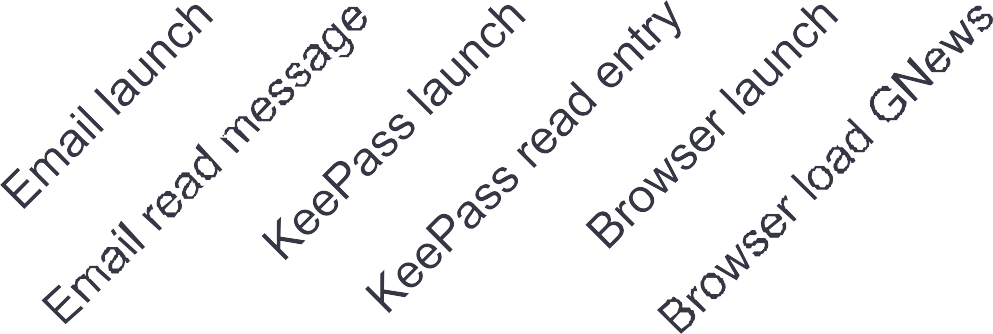 Email launch
Email read message
KeePass launch
KeePass read entry
Browser launch
Browser load GNews